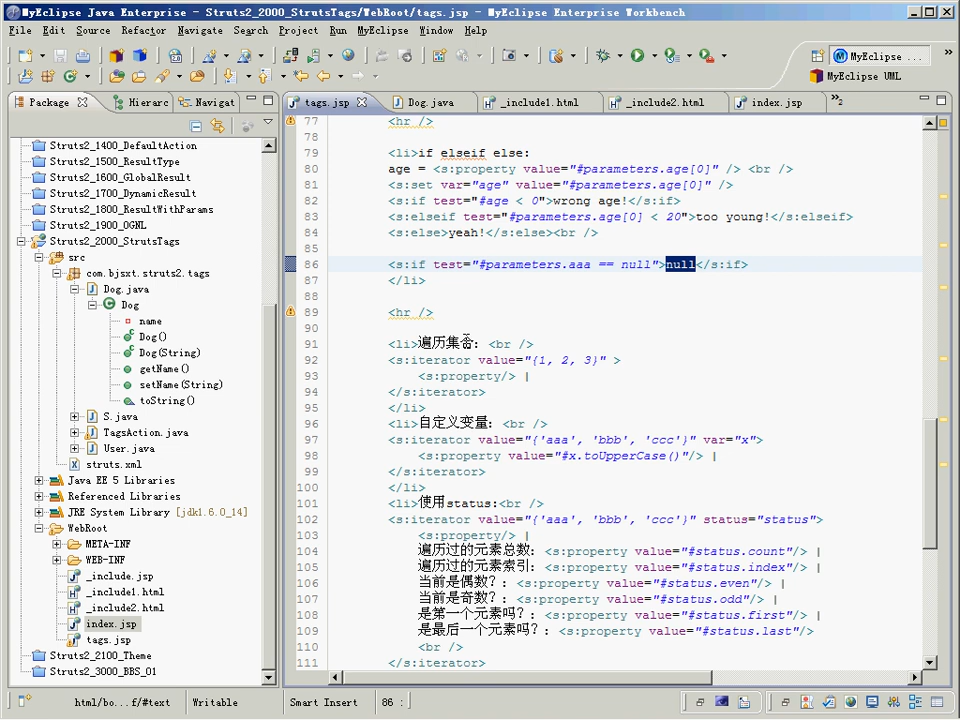 MyEclipse Java Enterprise - Struts2_2000_StrutsTags/WebRoot/tags.jsp - MyEclipse Enterprise Workbench
File Edit Source Refactor Navigate Search Project Run MyEclipse Window Help
MyEclipse ...
MyEclipse UML
Package
Hierarc
Navigat
Struts2_1400_DefaultAction
Struts2_1500_ResultType
Struts2_1600_GlobalResult
Struts2_1700_DynamicResult
Struts2_1800_ResultWithParams
Struts2_1900_OGNL
Struts2_2000_StrutsTags
src
com.bjsxt.struts2.tags
Dog.java
Dog
name
Dog()
Dog(String)
getName()
setName(String)
toString()
S.java
TagsAction.java
User.java
struts.xml
Java EE 5 Libraries
Referenced Libraries
JRE System Library [jdk1.6.0_14]
WebRoot
META-INF
WEB-INF
_include.jsp
_include1.html
_include2.html
index.jsp
tags.jsp
Struts2_2100_Theme
Struts2_3000_BBS_01
tags.jsp
Dog.java
_include1.html
_include2.html
index.jsp
»2
77 <hr />
78
79 <li>if elseif else:
80 age = <s:property value="#parameters.age[0]" /> <br />
81 <s:set var="age" value="#parameters.age[0]" />
82 <s:if test="#age < 0">wrong age!</s:if>
83 <s:elseif test="#parameters.age[0] < 20">too young!</s:elseif>
84 <s:else>yeah!</s:else><br />
85
86 <s:if test="#parameters.aaa == null">null</s:if>
87 </li>
88
89 <hr />
90
91 <li>遍历集合: <br />
92 <s:iterator value="{1, 2, 3}" >
93 <s:property/> |
94 </s:iterator>
95 </li>
96 <li>自定义变量: <br />
97 <s:iterator value="{'aaa', 'bbb', 'ccc'}" var="x">
98 <s:property value="#x.toUpperCase()"/> |
99 </s:iterator>
100 </li>
101 <li>使用status:<br />
102 <s:iterator value="{'aaa', 'bbb', 'ccc'}" status="status">
103 <s:property/> |
104 遍历过的元素总数: <s:property value="#status.count"/> |
105 遍历过的元素索引: <s:property value="#status.index"/> |
106 当前是偶数?: <s:property value="#status.even"/> |
107 当前是奇数?: <s:property value="#status.odd"/> |
108 是第一个元素吗?: <s:property value="#status.first"/> |
109 是最后一个元素吗?: <s:property value="#status.last"/>
110 <br />
111 </s:iterator>
html/bo...f/#text
Writable
Smart Insert
86 :